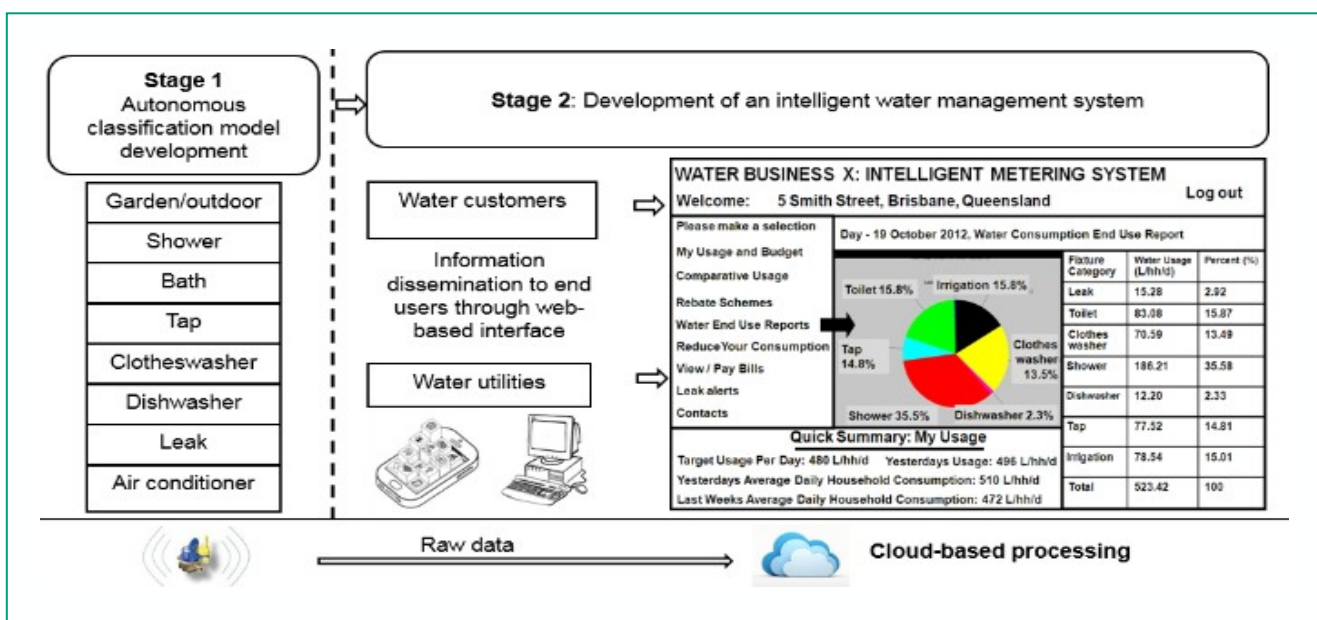 Stage 1
Autonomous
classification model
development
Garden/outdoor
Shower
Bath
Tap
Clotheswasher
Dishwasher
Leak
Air conditioner
Stage 2: Development of an intelligent water management system
Water customers
Information
dissemination to end
users through web-
based interface
Water utilities
WATER BUSINESS X: INTELLIGENT METERING SYSTEM
Welcome: 5 Smith Street, Brisbane, Queensland
Log out
Please make a selection
My Usage and Budget
Comparative Usage
Rebate Schemes
Water End Use Reports
Reduce Your Consumption
View / Pay Bills
Leak alerts
Contacts
Day - 19 October 2012, Water Consumption End Use Report
Toilet 15.8%
Irrigation 15.8%
Tap
14.8%
Clothes
washer
13.5%
Shower 35.5%
Dishwasher 2.3%
Fixture Category Water Usage (L/hh/d) Percent (%)
Leak 15.28 2.92
Toilet 83.08 15.87
Clothes washer 70.59 13.49
Shower 186.21 35.58
Dishwasher 12.20 2.33
Tap 77.52 14.81
Irrigation 78.54 15.01
Total 523.42 100
Quick Summary: My Usage
Target Usage Per Day: 480 L/hh/d Yesterdays Usage: 496 L/hh/d
Yesterdays Average Daily Household Consumption: 510 L/hh/d
Last Weeks Average Daily Household Consumption: 472 L/hh/d
Raw data
Cloud-based processing